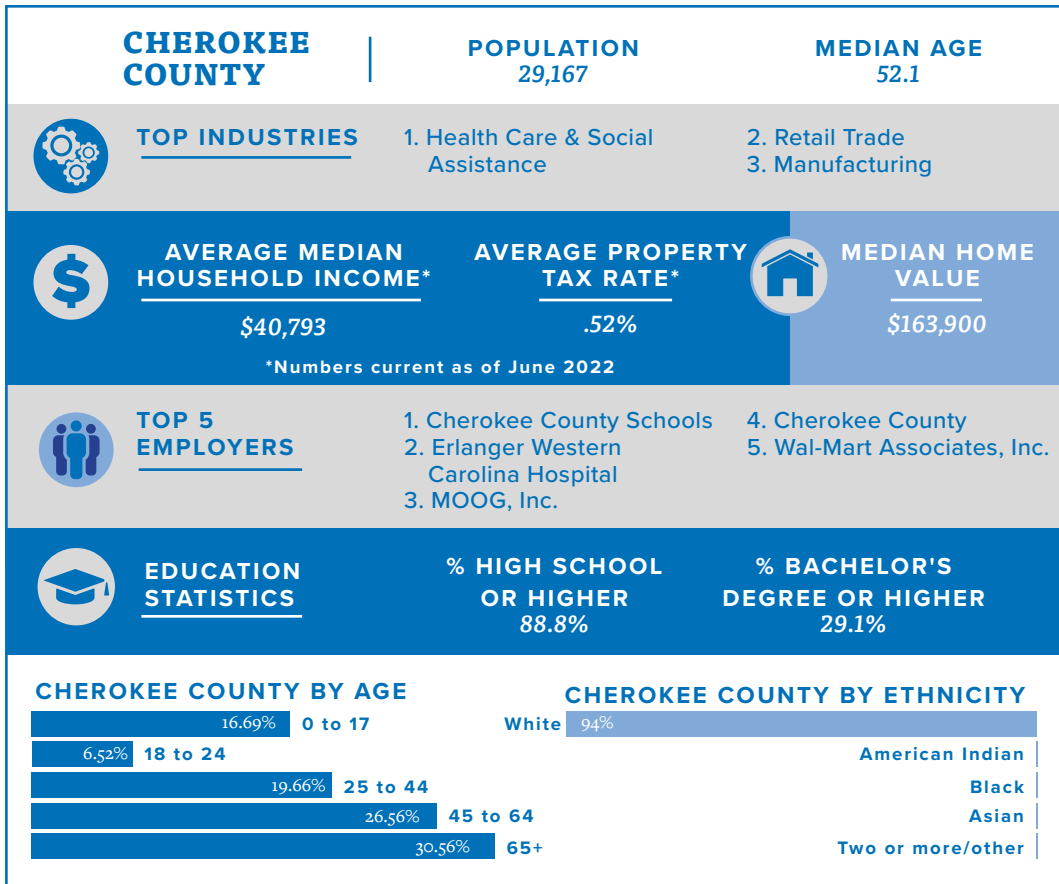 CHEROKEE
COUNTY
POPULATION
29,167
MEDIAN AGE
52.1
TOP INDUSTRIES
1. Health Care & Social
Assistance
2. Retail Trade
3. Manufacturing
AVERAGE MEDIAN
HOUSEHOLD INCOME*
$40,793
AVERAGE PROPERTY
TAX RATE*
.52%
*Numbers current as of June 2022
MEDIAN HOME
VALUE
$163,900
TOP 5
EMPLOYERS
1. Cherokee County Schools
2. Erlanger Western
Carolina Hospital
3. MOOG, Inc.
4. Cherokee County
5. Wal-Mart Associates, Inc.
EDUCATION
STATISTICS
% HIGH SCHOOL
OR HIGHER
88.8%
% BACHELOR'S
DEGREE OR HIGHER
29.1%
CHEROKEE COUNTY BY AGE
16.69% 0 to 17
6.52% 18 to 24
19.66% 25 to 44
26.56% 45 to 64
30.56% 65+
CHEROKEE COUNTY BY ETHNICITY
White 94%
American Indian
Black
Asian
Two or more/other